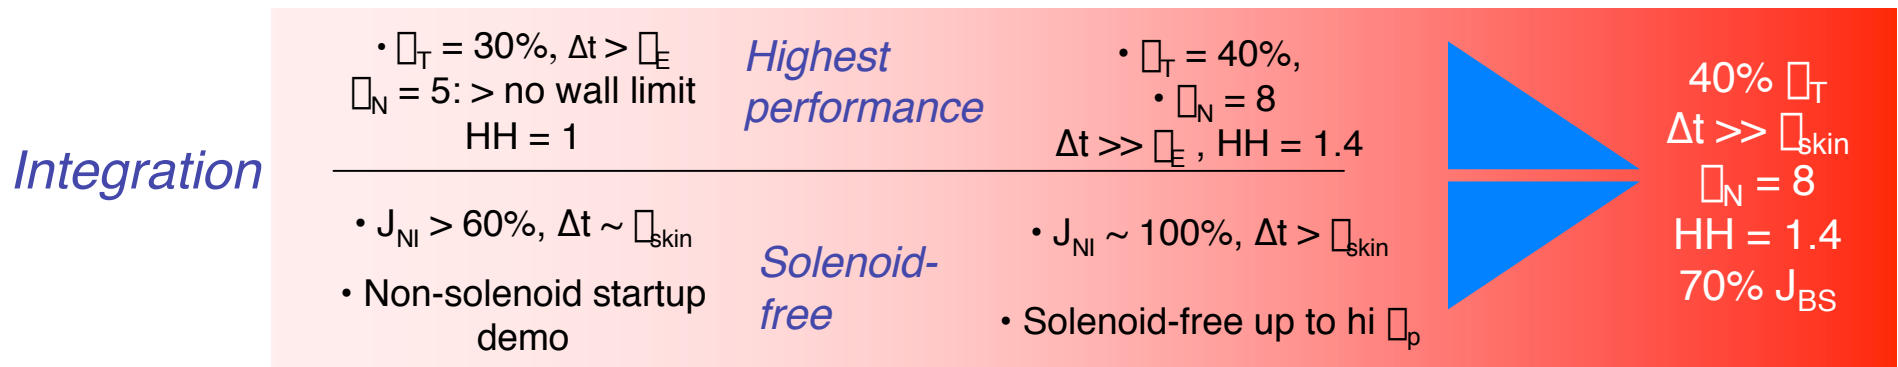 Integration
• □T = 30%, Δt > □E
□N = 5: > no wall limit
HH = 1
Highest
performance
• □T = 40%,
• □N = 8
Δt >> □E , HH = 1.4
• JNI > 60%, Δt ~ □skin
• Non-solenoid startup
demo
Solenoid-
free
• JNI ~ 100%, Δt > □skin
• Solenoid-free up to hi □p
40% □T
Δt >> □skin
□N = 8
HH = 1.4
70% JBS